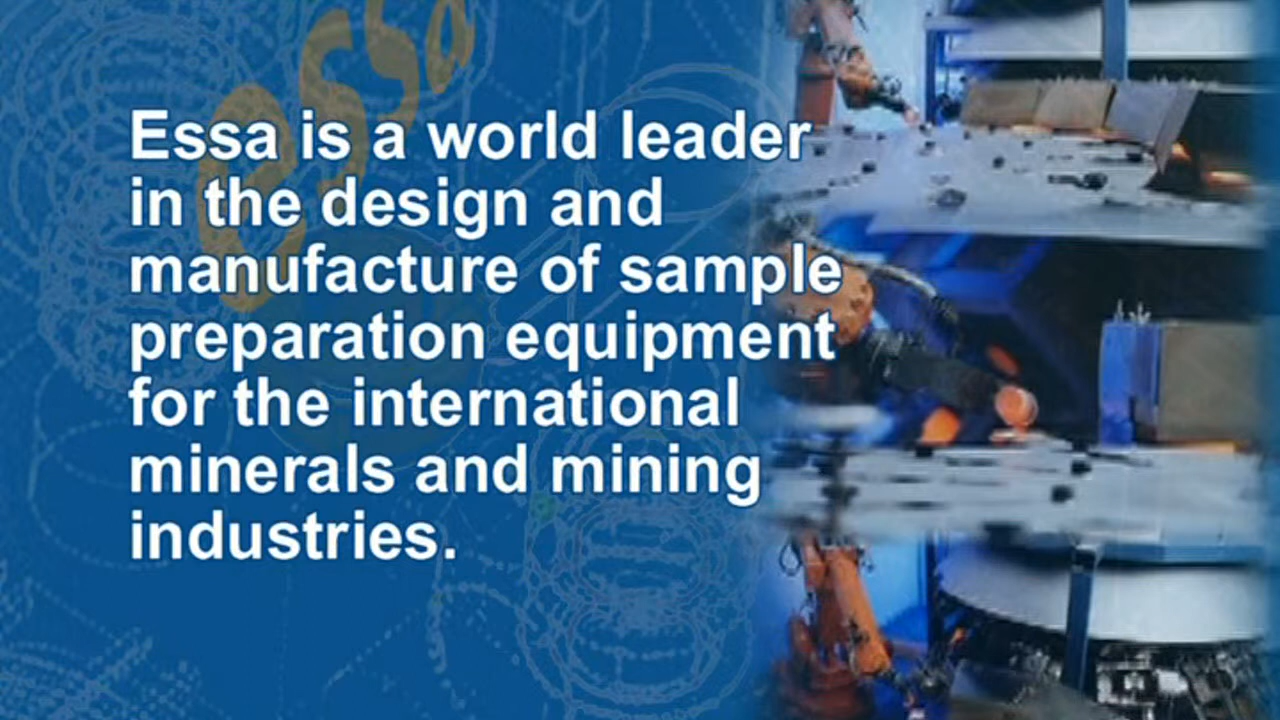 essa
Essa is a world leader
in the design and
manufacture of sample
preparation equipment
for the international
minerals and mining
industries.